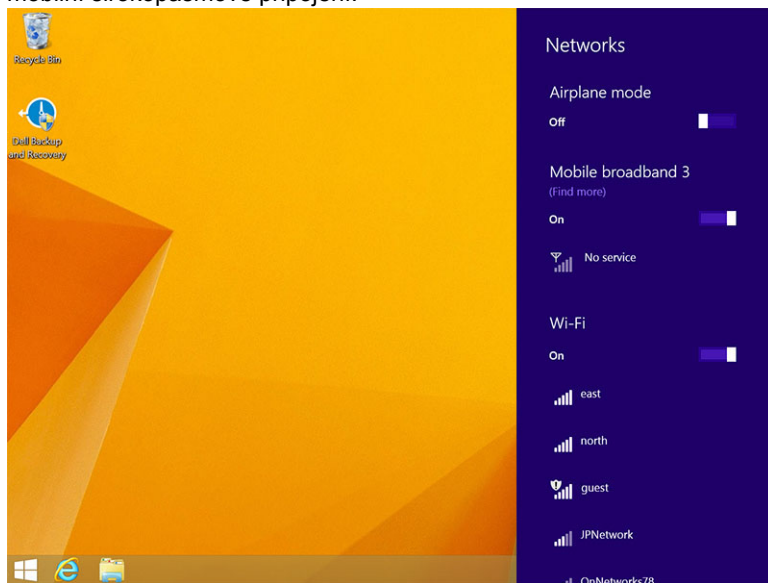 Recycle Bin
Dell Backup
and Recovery
Networks
Airplane mode
Off
Mobile broadband 3
(Find more)
On
No service
Wi-Fi
On
east
north
guest
JPNetwork
OnNetworks78